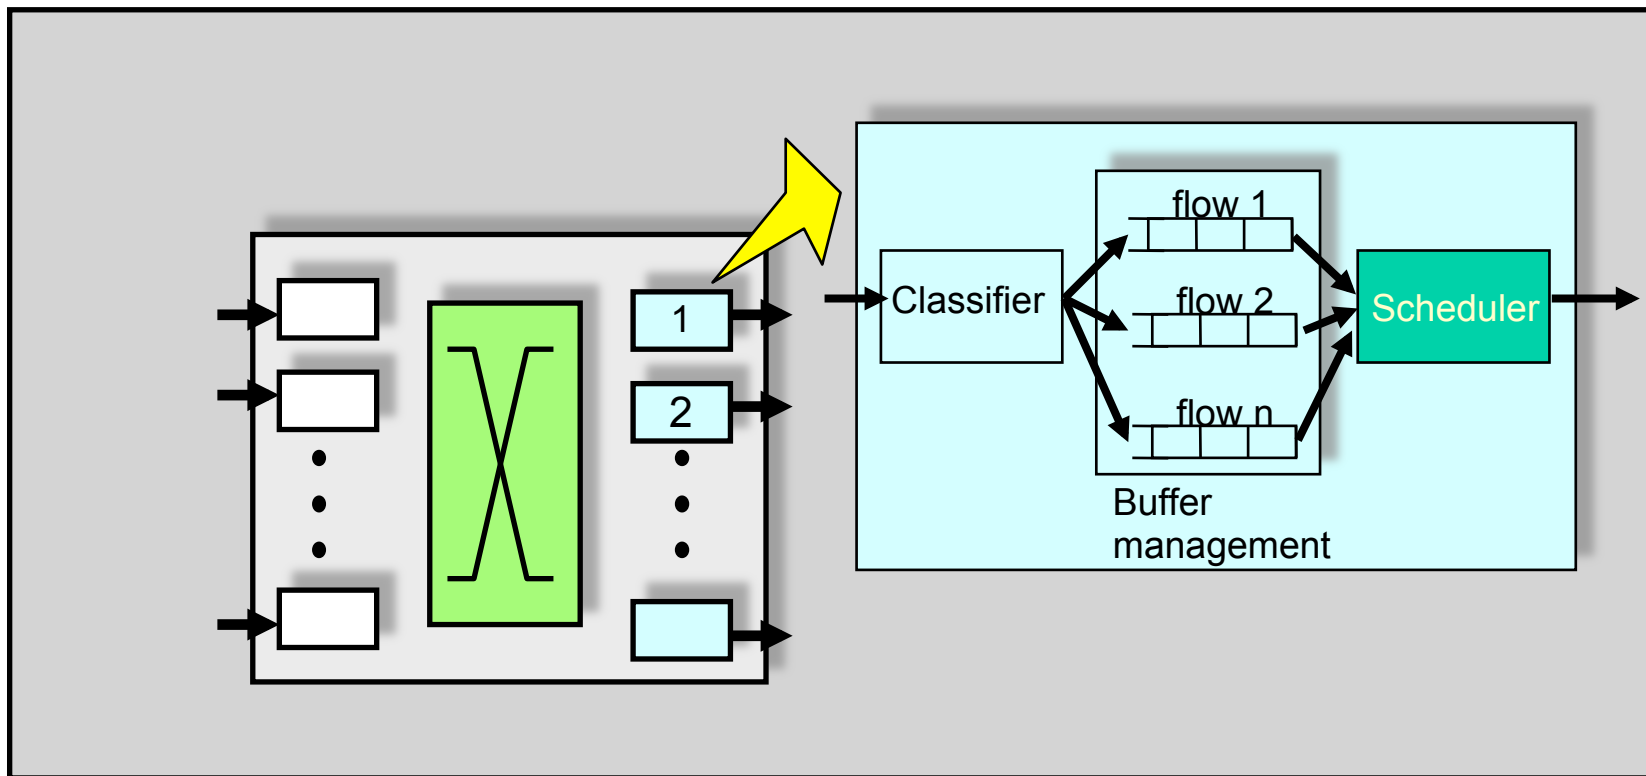 1
2
Classifier
flow 1
flow 2
flow n
Buffer
management
Scheduler